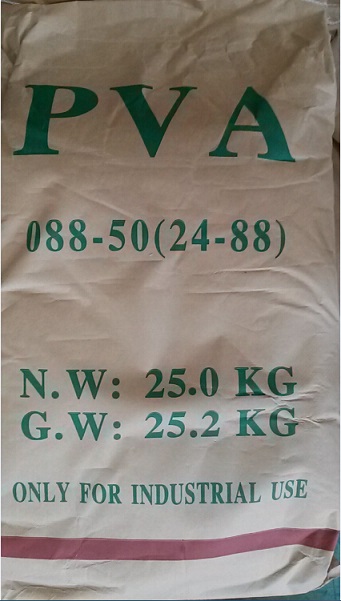 PVA
088-50(24-88)
N.W: 25.0 KG
G.W: 25.2 KG
ONLY FOR INDUSTRIAL USE